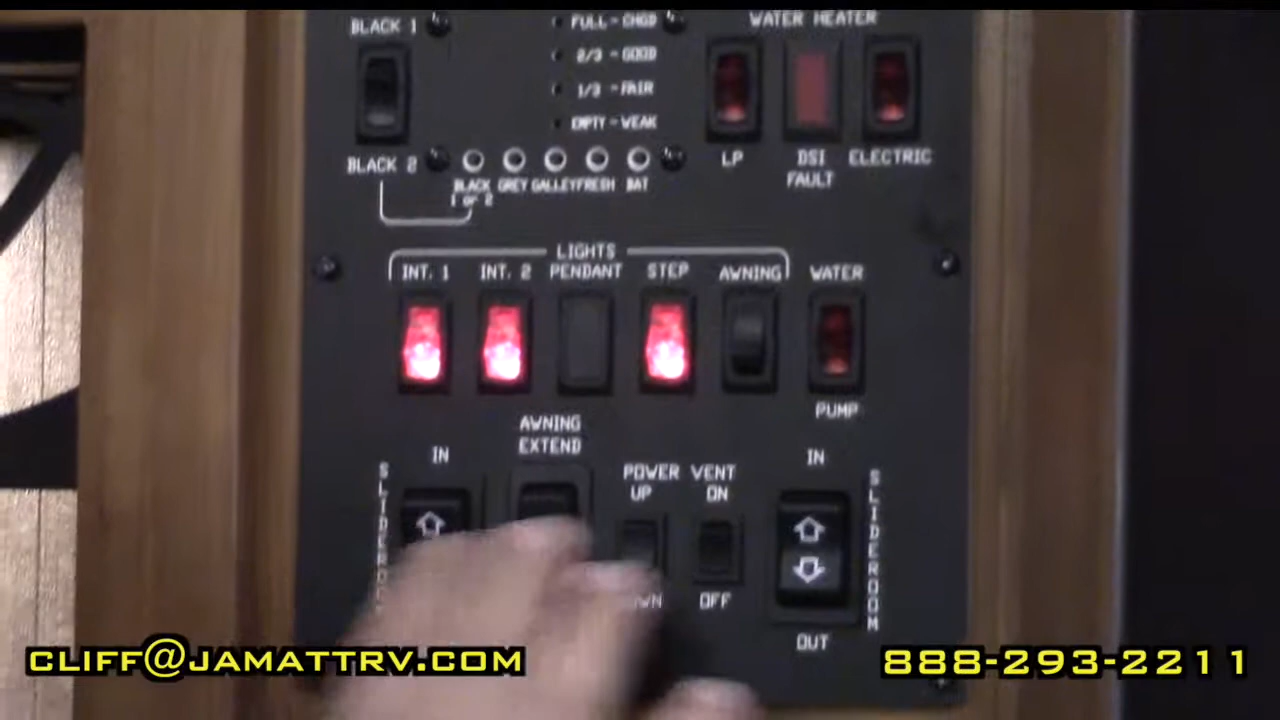 BLACK 1
FULL - CHGD
WATER HEATER
2/3 - GOOD
1/3 - FAIR
EMPTY - WEAK
LP
DSI
FAULT
ELECTRIC
BLACK 2
BLACK
1 or 2
GREY
GALLEY
FRESH
BAT
LIGHTS
INT. 1
INT. 2
PENDANT
STEP
AWNING
WATER
PUMP
AWNING
EXTEND
IN
POWER
UP
VENT
ON
OFF
IN
SLIDEROOM
OUT
CLIFF@JAMATTRV.COM
888-293-2211